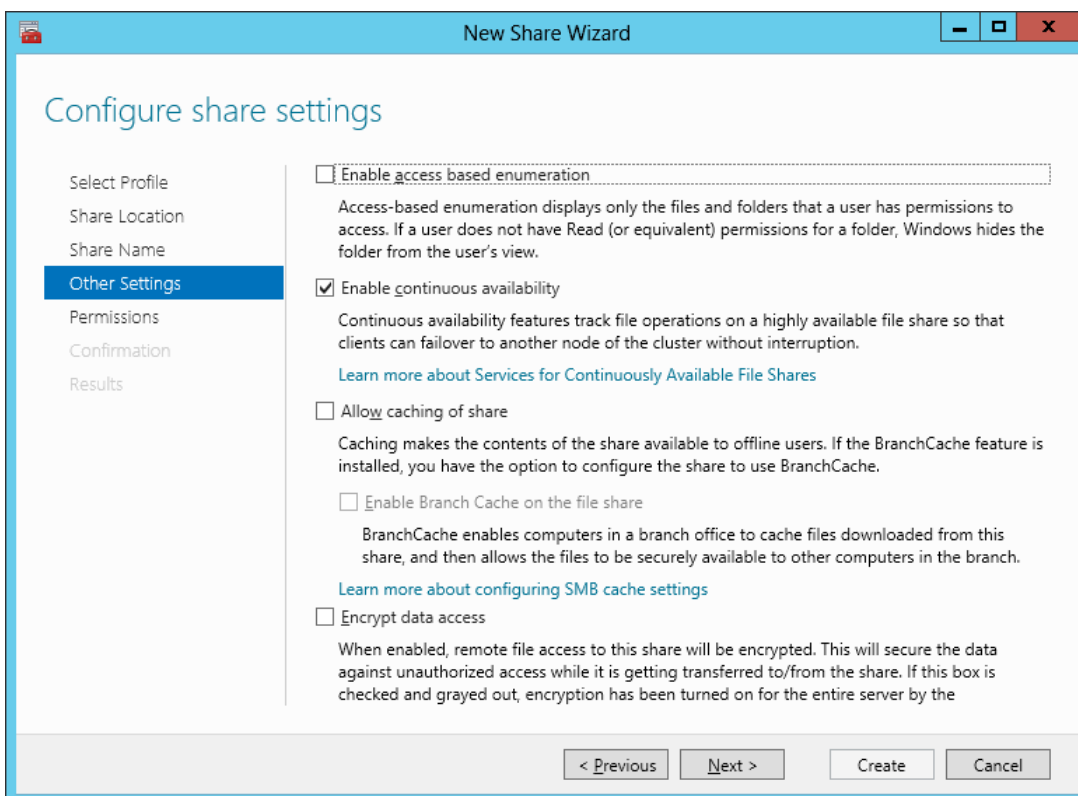 New Share Wizard
Configure share settings
Select Profile
Share Location
Share Name
Other Settings
Permissions
Confirmation
Results
Enable access based enumeration
Access-based enumeration displays only the files and folders that a user has permissions to
access. If a user does not have Read (or equivalent) permissions for a folder, Windows hides the
folder from the user's view.
Enable continuous availability
Continuous availability features track file operations on a highly available file share so that
clients can failover to another node of the cluster without interruption.
Learn more about Services for Continuously Available File Shares
Allow caching of share
Caching makes the contents of the share available to offline users. If the BranchCache feature is
installed, you have the option to configure the share to use BranchCache.
Enable Branch Cache on the file share
BranchCache enables computers in a branch office to cache files downloaded from this
share, and then allows the files to be securely available to other computers in the branch.
Learn more about configuring SMB cache settings
Encrypt data access
When enabled, remote file access to this share will be encrypted. This will secure the data
against unauthorized access while it is getting transferred to/from the share. If this box is
checked and grayed out, encryption has been turned on for the entire server by the
< Previous
Next >
Create
Cancel